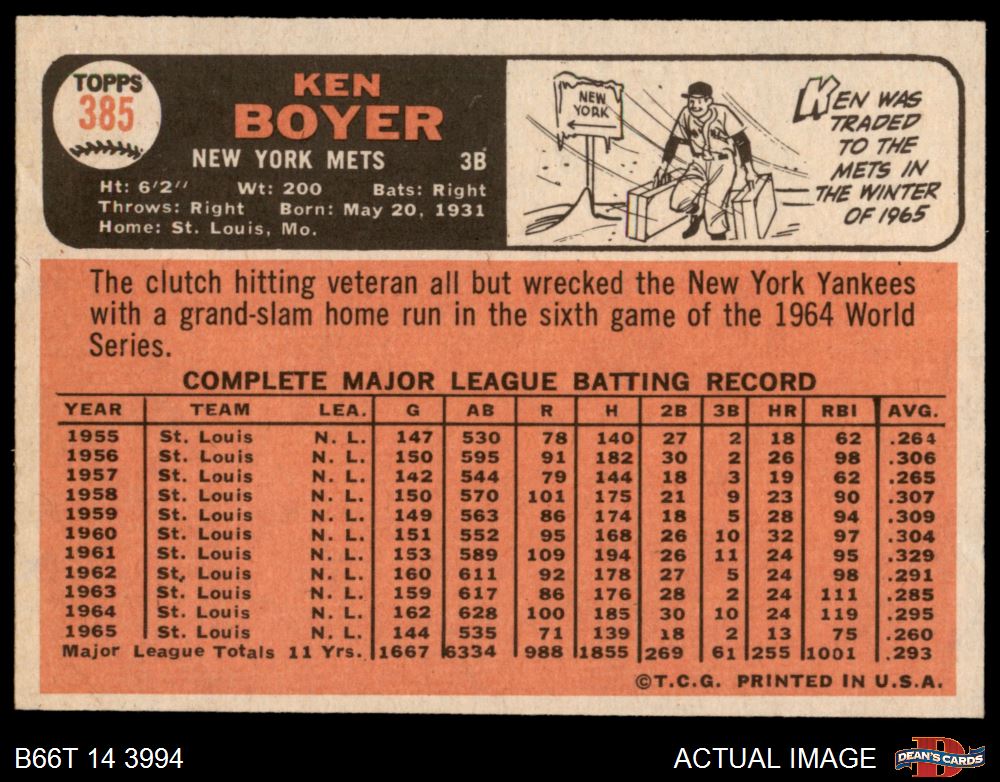 TOPPS
385
KEN
BOYER
NEW YORK METS 3B
Ht: 6'2" Wt: 200 Bats: Right
Throws: Right Born: May 20, 1931
Home: St. Louis, Mo.
NEW
YORK
KEN WAS
TRADED
TO THE
METS IN
THE WINTER
OF 1965
The clutch hitting veteran all but wrecked the New York Yankees
with a grand-slam home run in the sixth game of the 1964 World
Series.
COMPLETE MAJOR LEAGUE BATTING RECORD
YEAR TEAM LEA. G AB R H 2B 3B HR RBI AVG.
1955 St. Louis N. L. 147 530 78 140 27 2 18 62 .264
1956 St. Louis N. L. 150 595 91 182 30 2 26 98 .306
1957 St. Louis N. L. 142 544 79 144 18 3 19 62 .265
1958 St. Louis N. L. 150 570 101 175 21 9 23 90 .307
1959 St. Louis N. L. 149 563 86 174 18 5 28 94 .309
1960 St. Louis N. L. 151 552 95 168 26 10 32 97 .304
1961 St. Louis N. L. 153 589 109 194 26 11 24 95 .329
1962 St. Louis N. L. 160 611 92 178 27 5 24 98 .291
1963 St. Louis N. L. 159 617 86 176 28 2 24 111 .285
1964 St. Louis N. L. 162 628 100 185 30 10 24 119 .295
1965 St. Louis N. L. 144 535 71 139 18 2 13 75 .260
Major League Totals 11 Yrs. 1667 6334 988 1855 269 61 255 1001 .293
©T.C.G. PRINTED IN U.S.A.
B66T 14 3994 ACTUAL IMAGE
DEAN'S CARDS